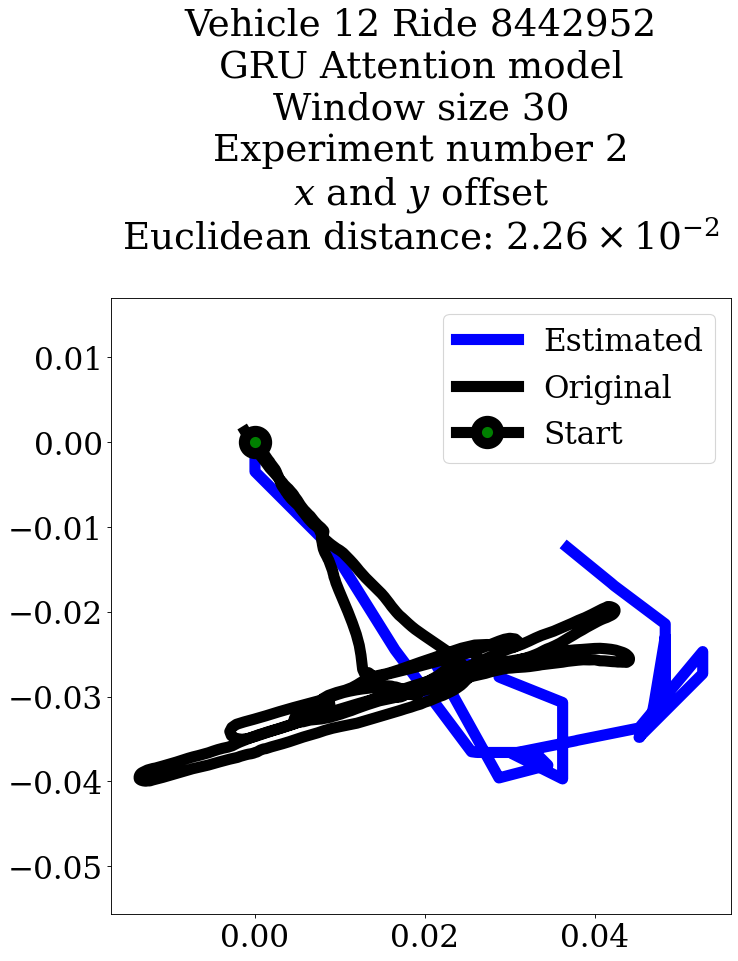 Vehicle 12 Ride 8442952
GRU Attention model
Window size 30
Experiment number 2
x and y offset
Euclidean distance: 2.26 × 10⁻²
Estimated
Original
Start
0.01
0.00
−0.01
−0.02
−0.03
−0.04
−0.05
0.00 0.02 0.04